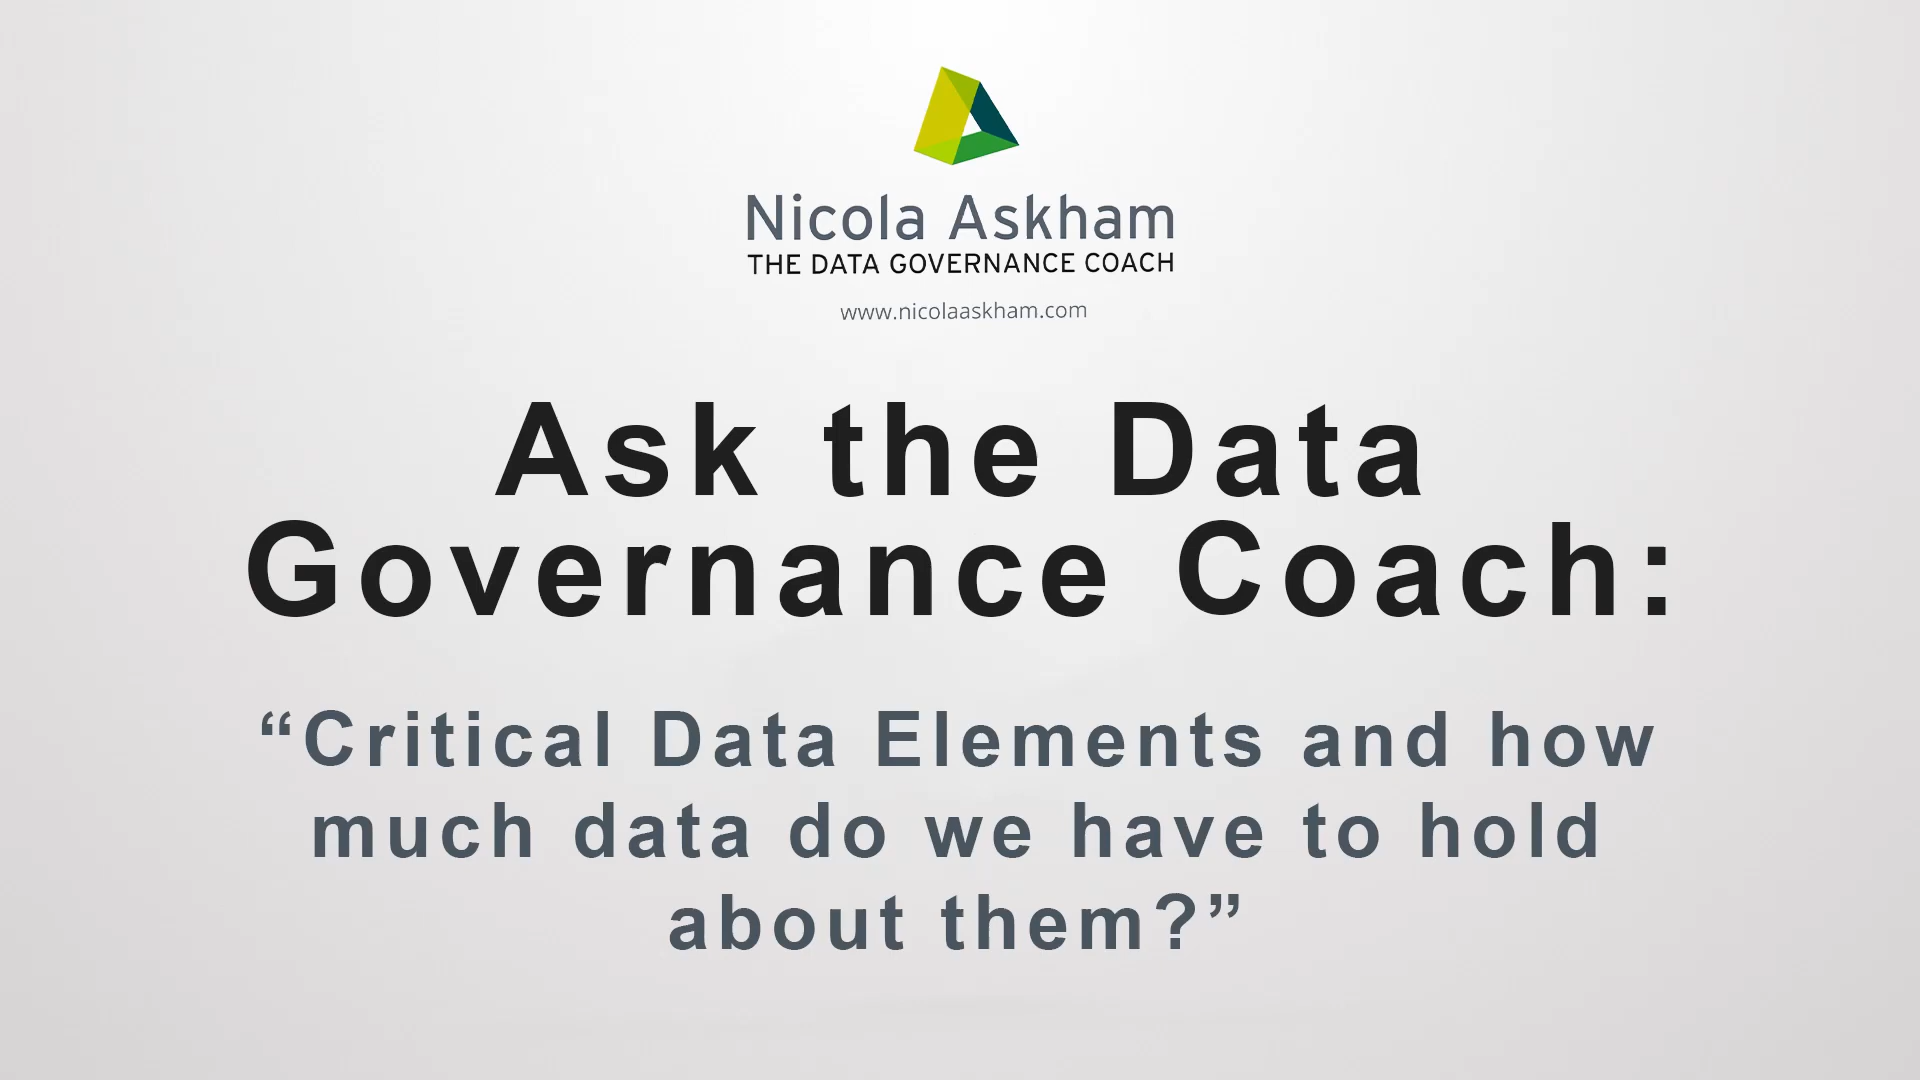 Nicola Askham
THE DATA GOVERNANCE COACH
www.nicolaaskham.com
Ask the Data
Governance Coach:
“Critical Data Elements and how
much data do we have to hold
about them?”